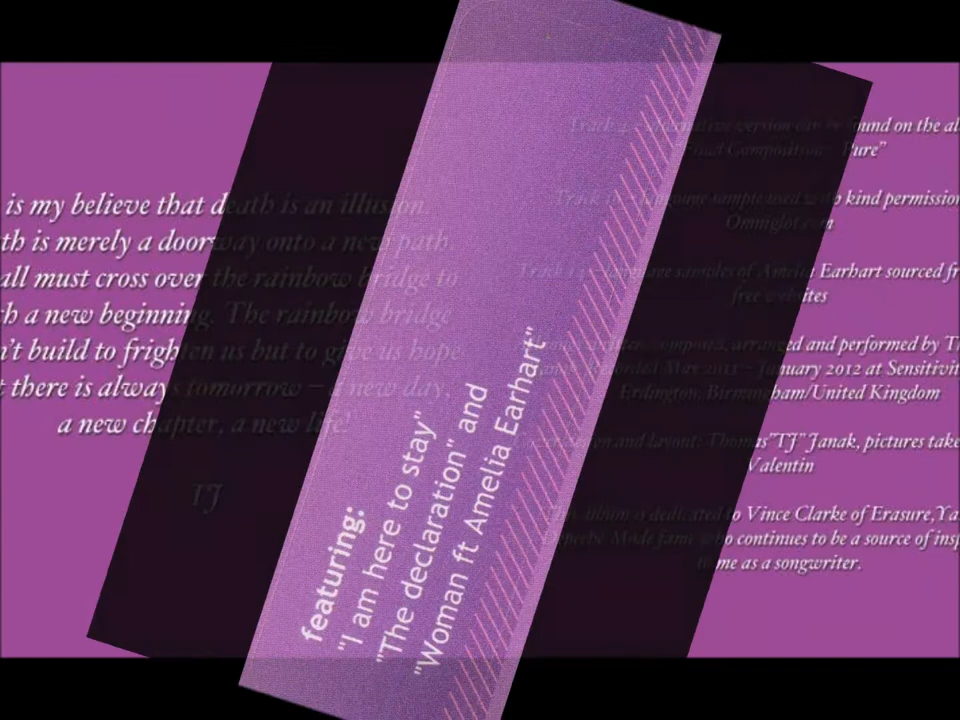 is my believe that death is an illusion.
th is merely a doorway onto a new path.
all must cross over the rainbow bridge to
h a new beginning. The rainbow bridge
n't build to frighten us but to give us hope
t there is always tomorrow – a new day,
a new chapter, a new life!
TJ
featuring:
"I am here to stay"
"The declaration" and
"Woman ft Amelia Earhart"
Track version can be found on the al
Composition: Pure"
Track sample used kind permission
Omniglot.com
Track samples of Amelia Earhart sourced fr
free websites
composed, arranged and performed by T
Recorded January 2012 at Sensitivit
Erdington, Birmingham/United Kingdom
and layout: Thomas "TJ" Janak, pictures take
Valentin
This album is dedicated to Vince Clarke of Erasure, Ya
Depeche Mode fame who continues to be a source of insp
to me as a songwriter.